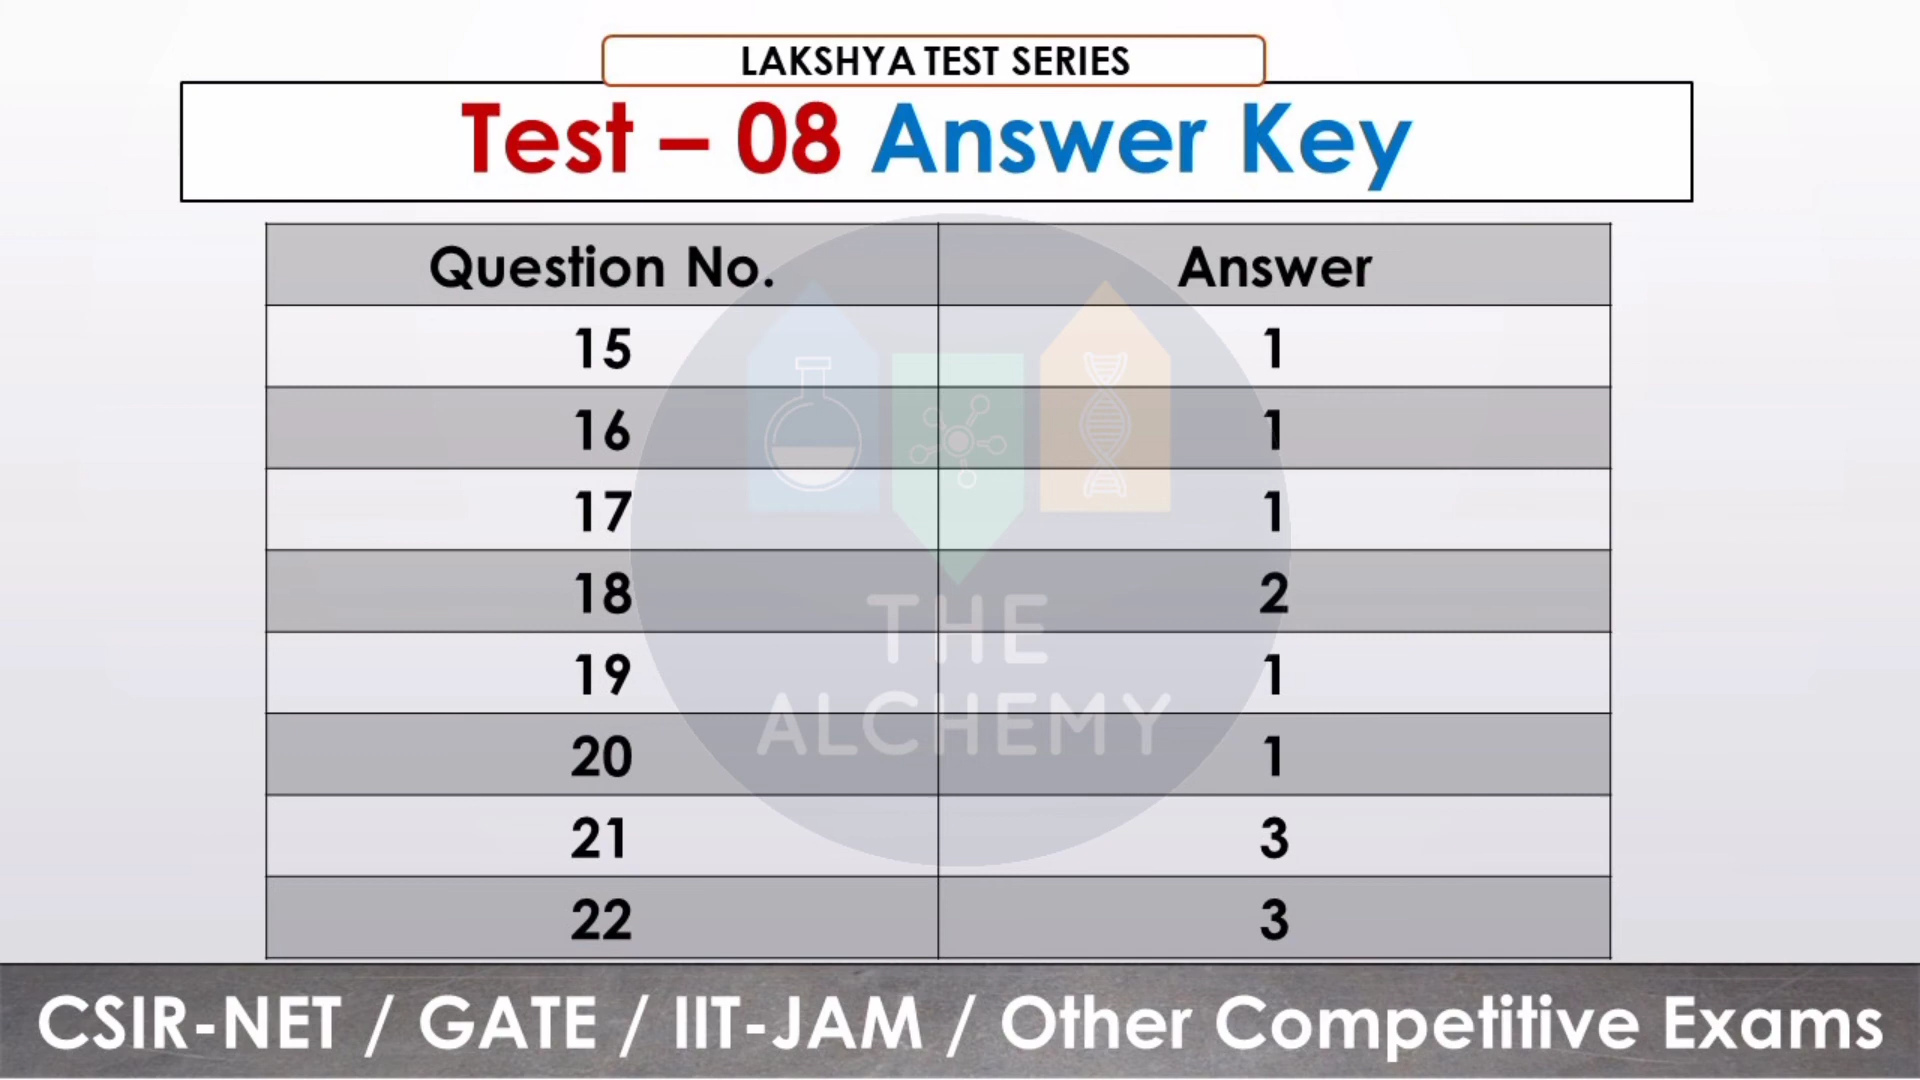 LAKSHYA TEST SERIES
Test – 08 Answer Key
Question No. Answer
15 1
16 1
17 1
18 2
19 1
20 1
21 3
22 3
THE
ALCHEMY
CSIR-NET / GATE / IIT-JAM / Other Competitive Exams